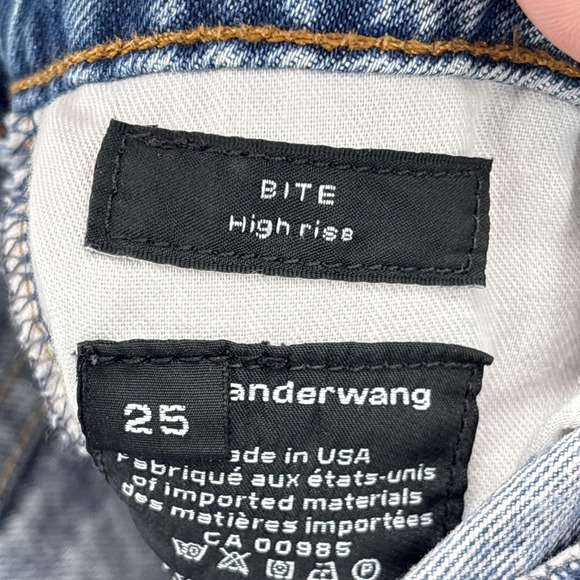 BITE
High rise
anderwang
25
ade in USA
Fabriqué aux états-unis
of imported materials
des matières importées
CA 00985